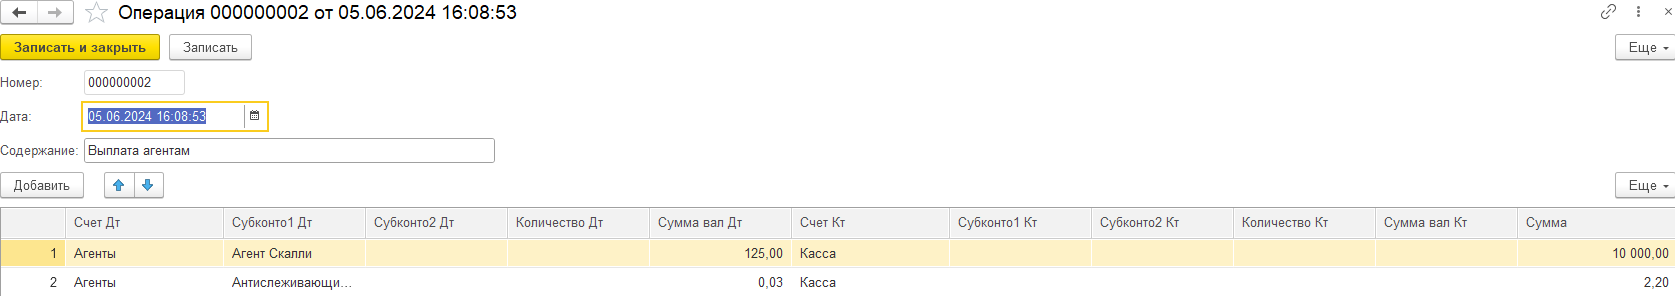 Операция 000000002 от 05.06.2024 16:08:53
Записать и закрыть Записать Еще
Номер: 000000002
Дата: 05.06.2024 16:08:53
Содержание: Выплата агентам
Добавить Еще
Счет Дт Субконто1 Дт Субконто2 Дт Количество Дт Сумма вал Дт Счет Кт Субконто1 Кт Субконто2 Кт Количество Кт Сумма вал Кт Сумма
1 Агенты Агент Скалли 125,00 Касса 10 000,00
2 Агенты Антислеживающи... 0,03 Касса 2,20